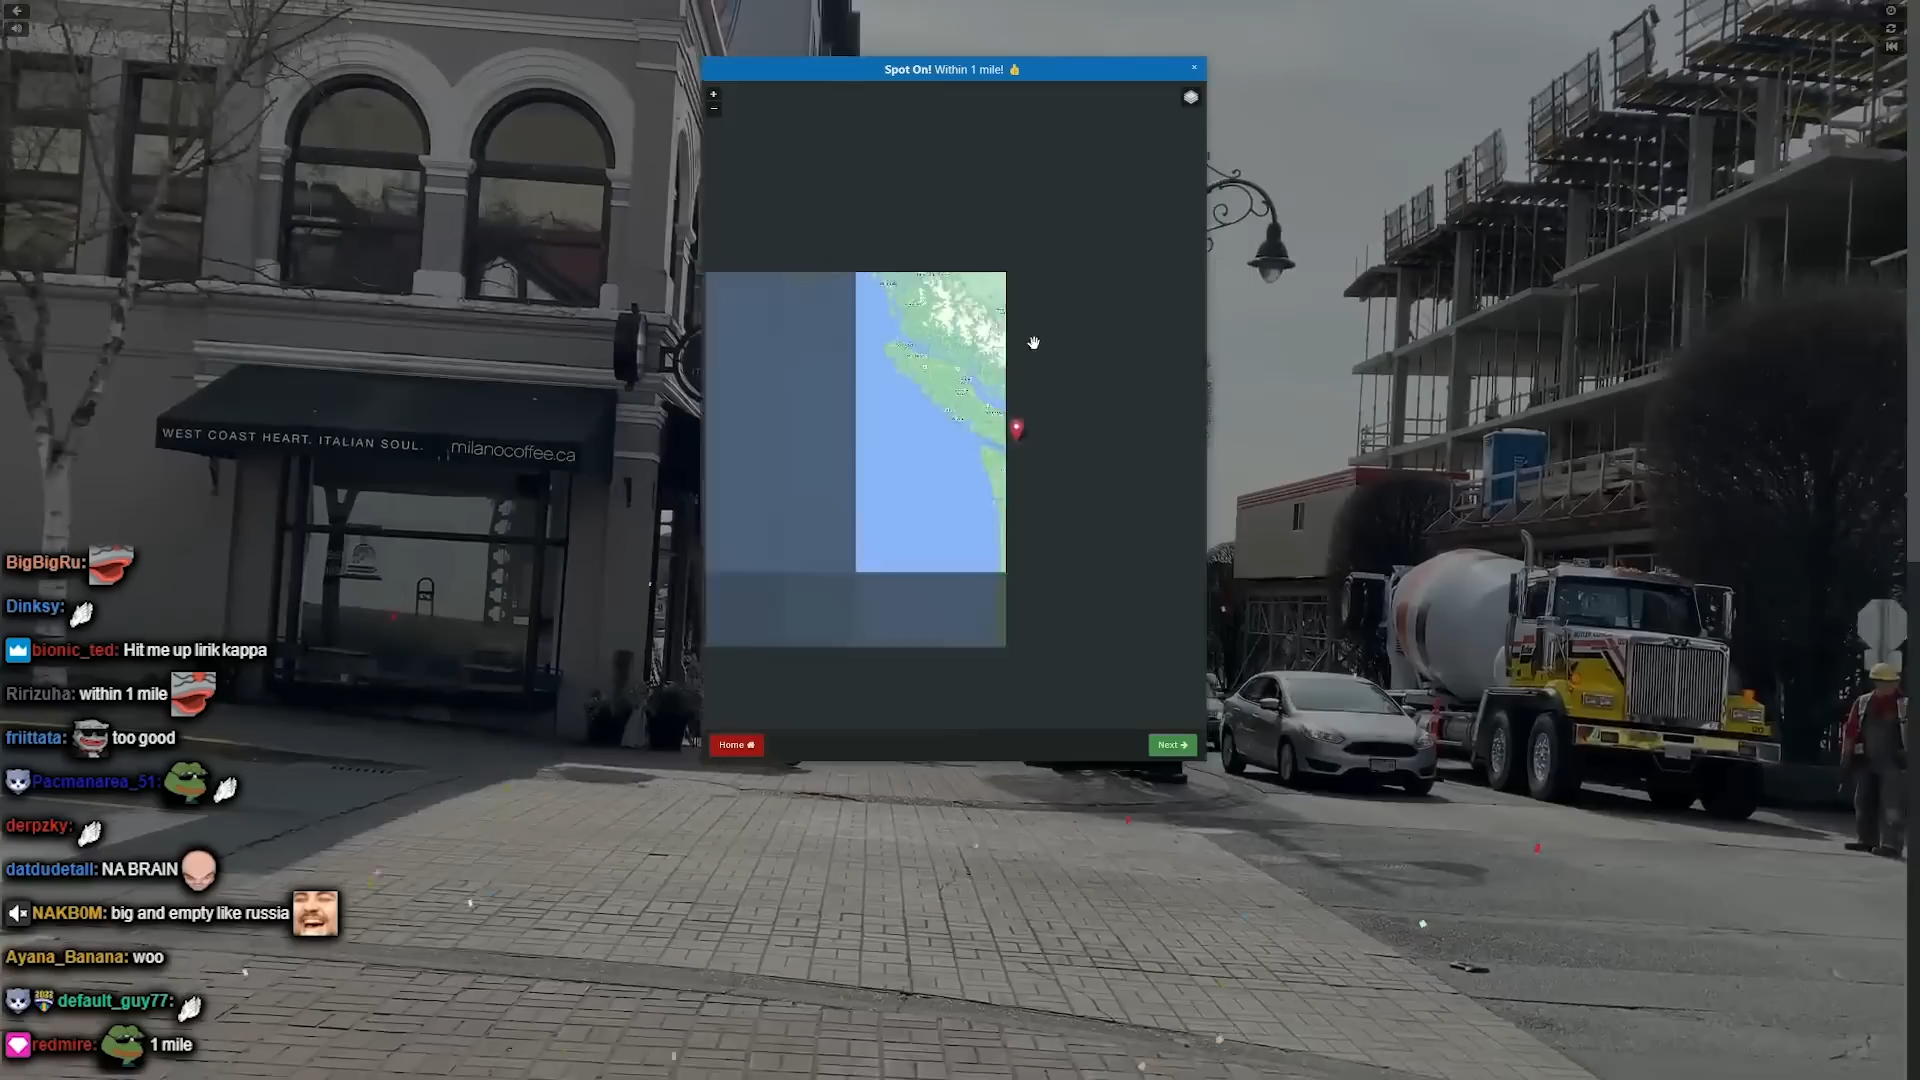 Spot On! Within 1 mile!
×
+
−
WEST COAST HEART. ITALIAN SOUL.
milanocoffee.ca
BigBigRu:
Dinksy:
bionic_ted: Hit me up lirik kappa
Ririzuha: within 1 mile
friittata: too good
Pacmanarea_51:
derpzky:
datdudetall: NA BRAIN
NAKB0M: big and empty like russia
Ayana_Banana: woo
default_guy77:
redmire: 1 mile
Home
Next